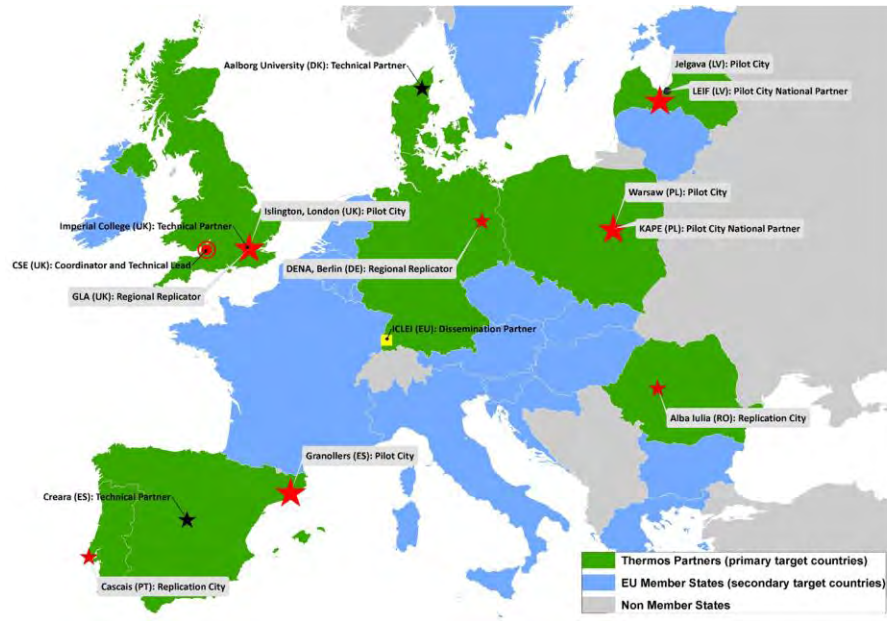 Aalborg University (DK): Technical Partner
Jelgava (LV): Pilot City
LEIF (LV): Pilot City National Partner
Warsaw (PL): Pilot City
KAPE (PL): Pilot City National Partner
Islington, London (UK): Pilot City
Imperial College (UK): Technical Partner
CSE (UK): Coordinator and Technical Lead
GLA (UK): Regional Replicator
DENA, Berlin (DE): Regional Replicator
ICLEI (EU): Dissemination Partner
Alba Iulia (RO): Replication City
Granollers (ES): Pilot City
Creara (ES): Technical Partner
Cascais (PT): Replication City
Thermos Partners (primary target countries)
EU Member States (secondary target countries)
Non Member States